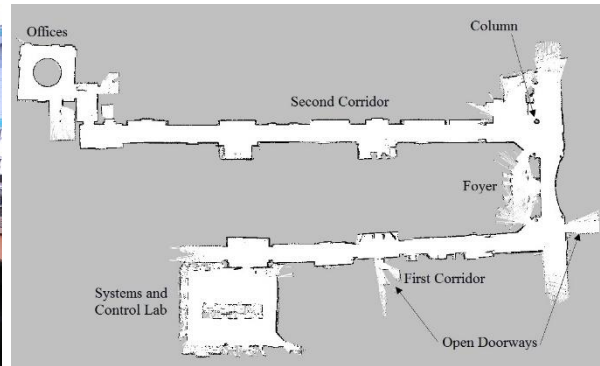 Offices
Column
Second Corridor
Foyer
First Corridor
Systems and
Control Lab
Open Doorways